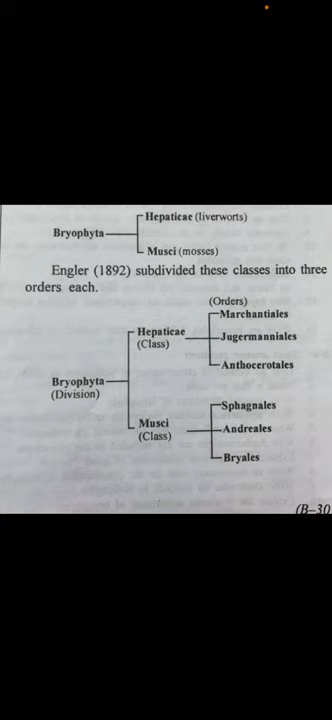 Hepaticae (liverworts)
Bryophyta
Musci (mosses)
Engler (1892) subdivided these classes into three
orders each.
(Orders)
Marchantiales
Hepaticae
(Class)
Jugermanniales
Anthocerotales
Bryophyta
(Division)
Sphagnales
Musci
(Class)
Andreales
Bryales
(B–30